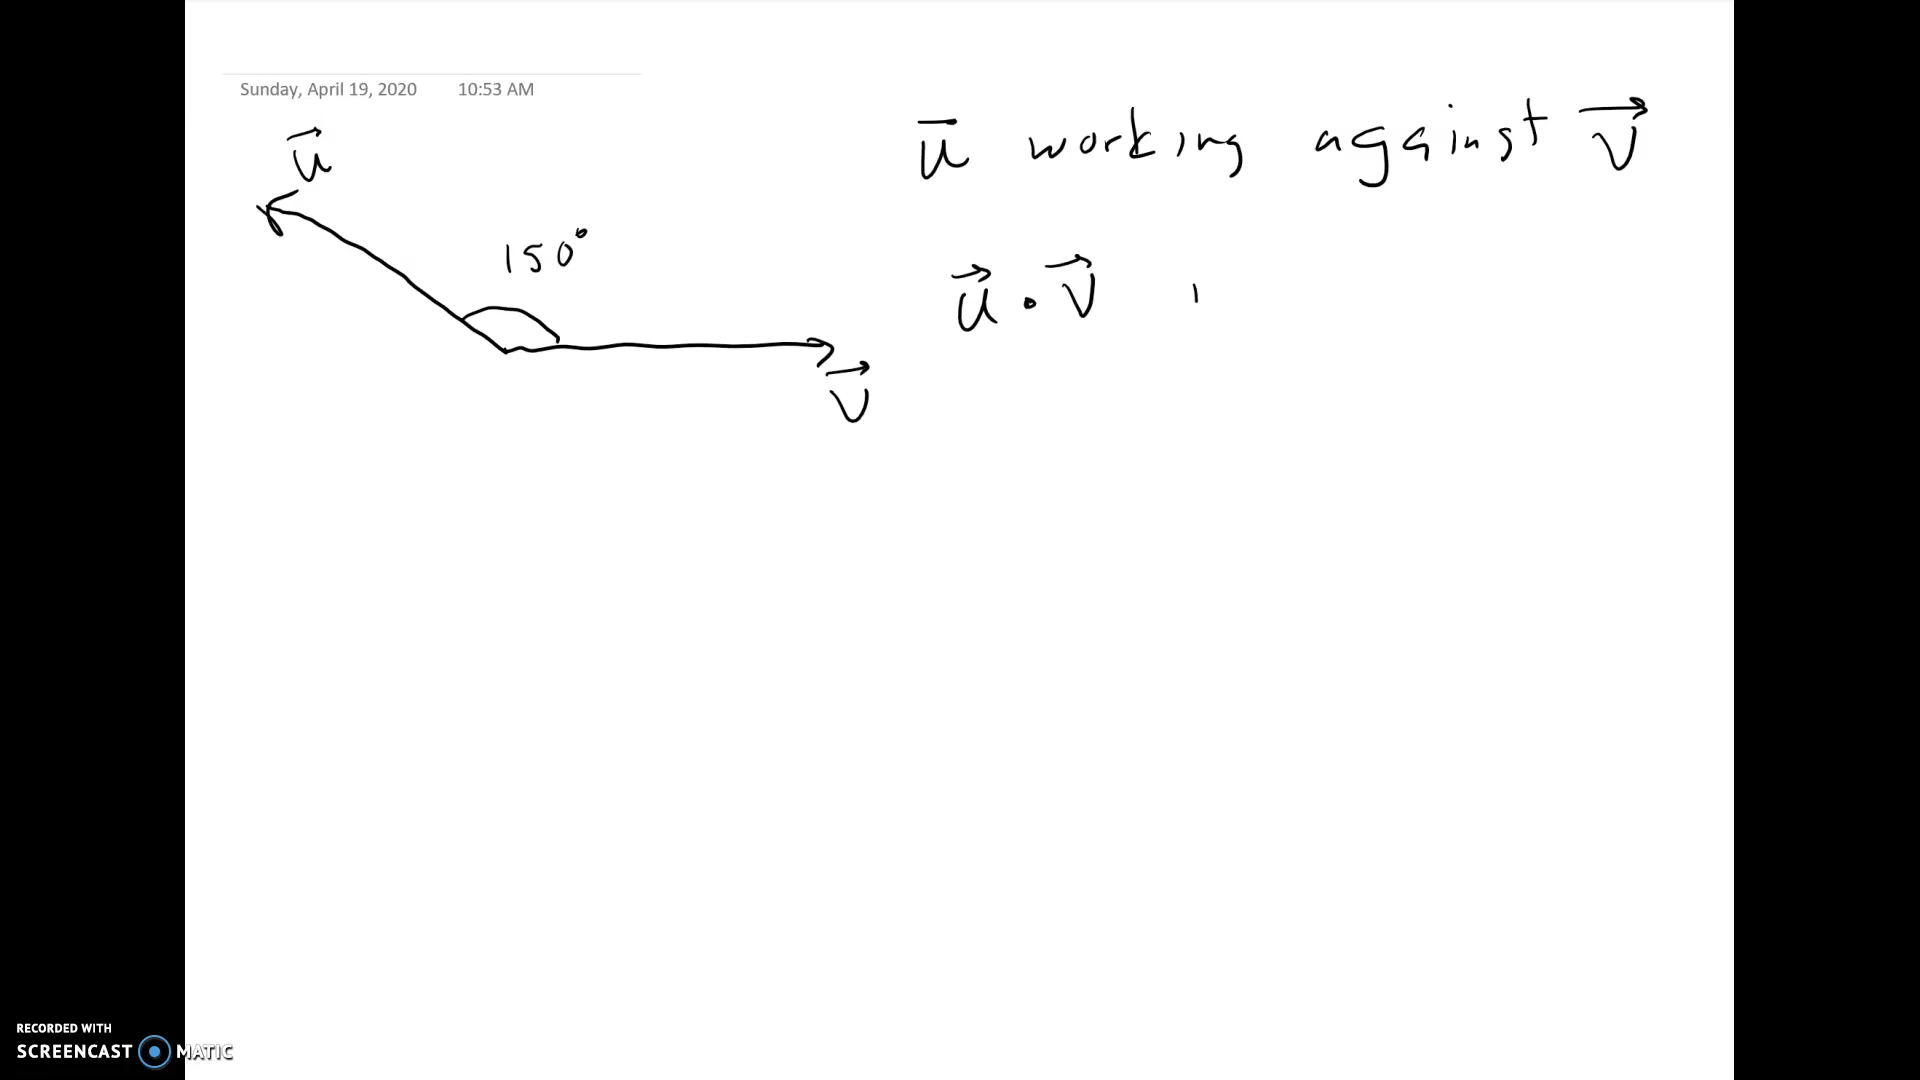 Sunday, April 19, 2020 10:53 AM
u⃗
ū working against v⃗
150°
u⃗ • v⃗ ı
v⃗
RECORDED WITH
SCREENCAST MATIC